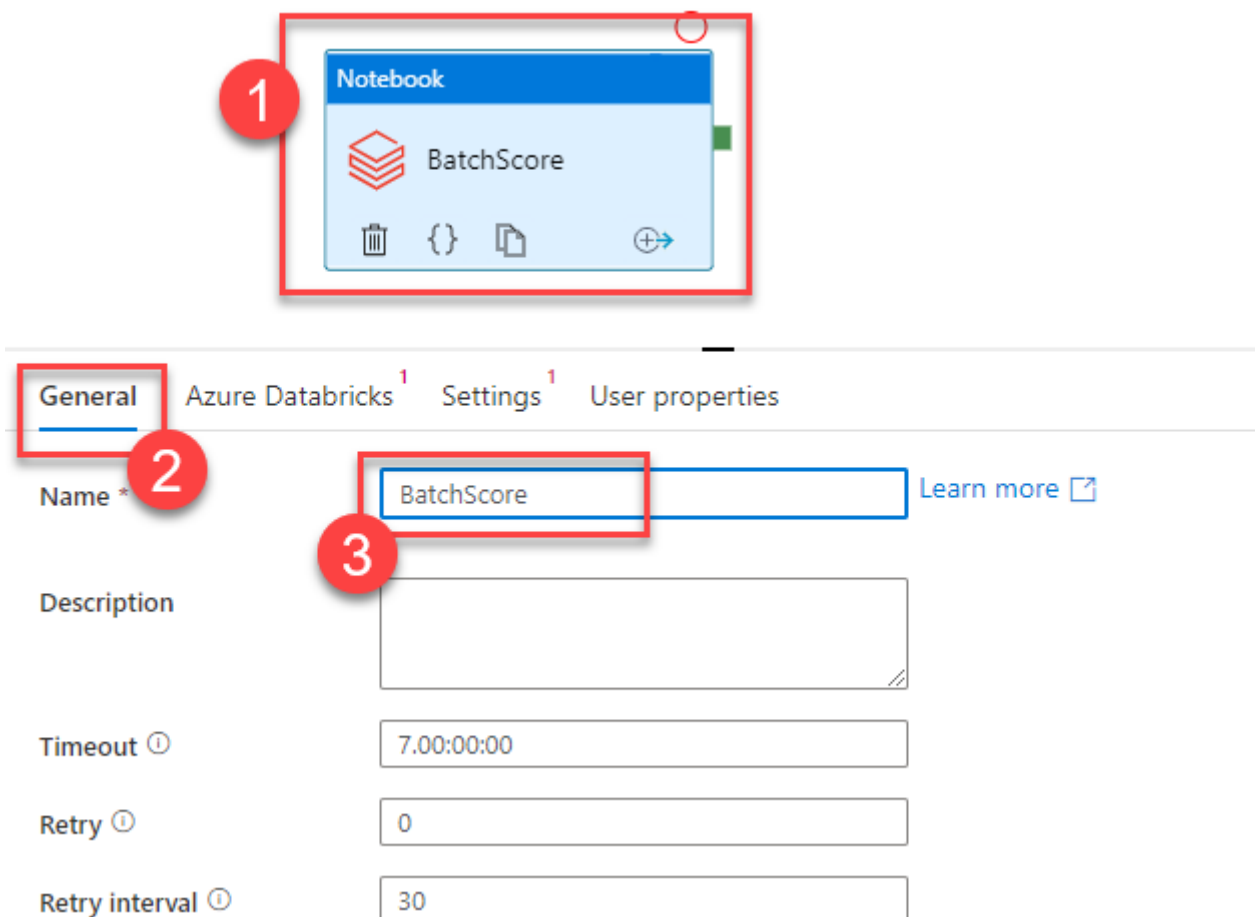 1
Notebook
BatchScore
General Azure Databricks 1 Settings 1 User properties
2
Name * BatchScore Learn more
3
Description
Timeout 7.00:00:00
Retry 0
Retry interval 30